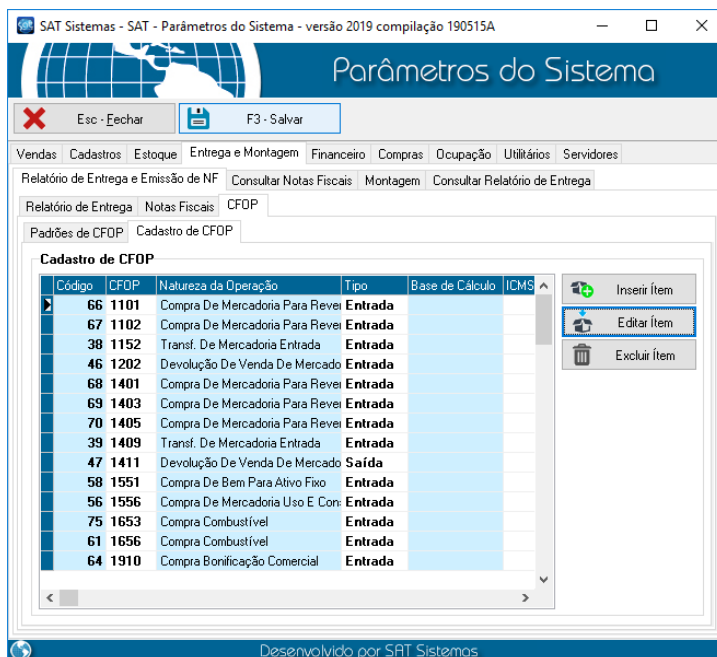 SAT Sistemas - SAT - Parâmetros do Sistema - versão 2019 compilação 190515A
Parâmetros do Sistema
Esc - Fechar F3 - Salvar
Vendas Cadastros Estoque Entrega e Montagem Financeiro Compras Ocupação Utilitários Servidores
Relatório de Entrega e Emissão de NF Consultar Notas Fiscais Montagem Consultar Relatório de Entrega
Relatório de Entrega Notas Fiscais CFOP
Padrões de CFOP Cadastro de CFOP
Cadastro de CFOP
Código CFOP Natureza da Operação Tipo Base de Cálculo ICMS
66 1101 Compra De Mercadoria Para Rever Entrada
67 1102 Compra De Mercadoria Para Rever Entrada
38 1152 Transf. De Mercadoria Entrada Entrada
46 1202 Devolução De Venda De Mercado Entrada
68 1401 Compra De Mercadoria Para Rever Entrada
69 1403 Compra De Mercadoria Para Rever Entrada
70 1405 Compra De Mercadoria Para Rever Entrada
39 1409 Transf. De Mercadoria Entrada Entrada
47 1411 Devolução De Venda De Mercado Saída
58 1551 Compra De Bem Para Ativo Fixo Entrada
56 1556 Compra De Mercadoria Uso E Con Entrada
75 1653 Compra Combustível Entrada
61 1656 Compra Combustível Entrada
64 1910 Compra Bonificação Comercial Entrada
Inserir Ítem
Editar Ítem
Excluir Ítem
Desenvolvido por SAT Sistemas